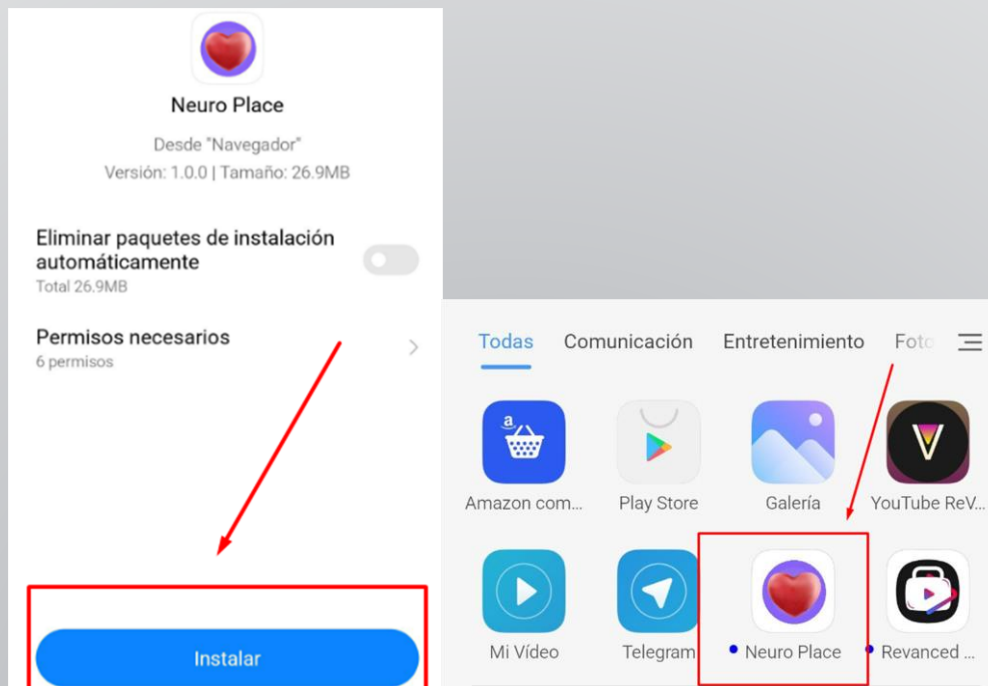 Neuro Place
Desde "Navegador"
Versión: 1.0.0 | Tamaño: 26.9MB
Eliminar paquetes de instalación
automáticamente
Total 26.9MB
Permisos necesarios
6 permisos
Instalar
Todas Comunicación Entretenimiento Foto
a
Amazon com... Play Store Galería YouTube ReV...
Mi Vídeo Telegram Neuro Place Revanced ...